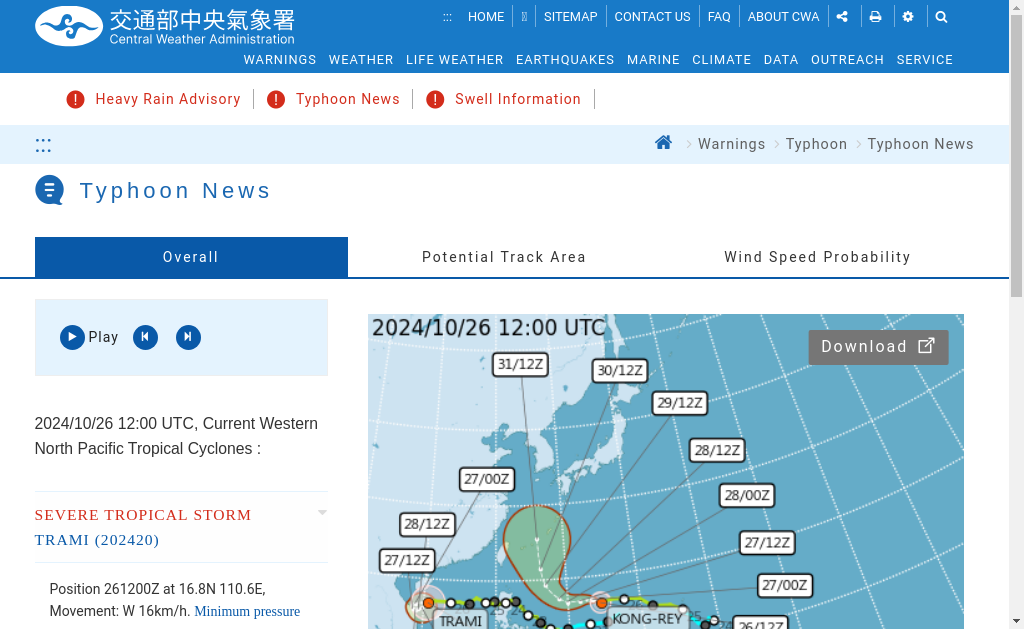 交通部中央氣象署
Central Weather Administration
::: HOME SITEMAP CONTACT US FAQ ABOUT CWA
WARNINGS WEATHER LIFE WEATHER EARTHQUAKES MARINE CLIMATE DATA OUTREACH SERVICE
Heavy Rain Advisory Typhoon News Swell Information
::: Warnings Typhoon Typhoon News
Typhoon News
Overall Potential Track Area Wind Speed Probability
Play
2024/10/26 12:00 UTC, Current Western
North Pacific Tropical Cyclones :
SEVERE TROPICAL STORM
TRAMI (202420)
Position 261200Z at 16.8N 110.6E,
Movement: W 16km/h. Minimum pressure
2024/10/26 12:00 UTC
Download
31/12Z
30/12Z
29/12Z
28/12Z
27/00Z
28/00Z
28/12Z
27/12Z
27/12Z
27/00Z
TRAMI
KONG-REY
26/12Z